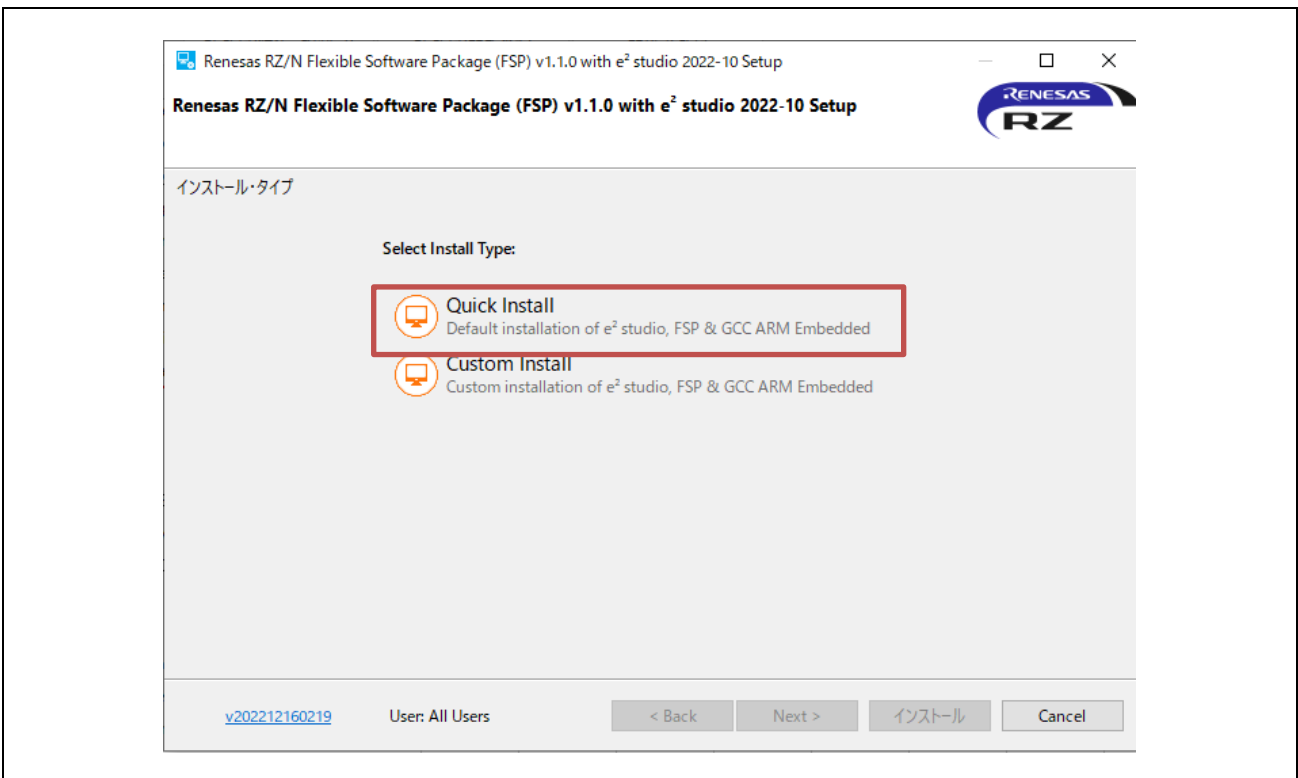 Renesas RZ/N Flexible Software Package (FSP) v1.1.0 with e² studio 2022-10 Setup
Renesas RZ/N Flexible Software Package (FSP) v1.1.0 with e² studio 2022-10 Setup
RENESAS
RZ
インストール・タイプ
Select Install Type:
Quick Install
Default installation of e² studio, FSP & GCC ARM Embedded
Custom Install
Custom installation of e² studio, FSP & GCC ARM Embedded
v202212160219 User: All Users < Back Next > インストール Cancel